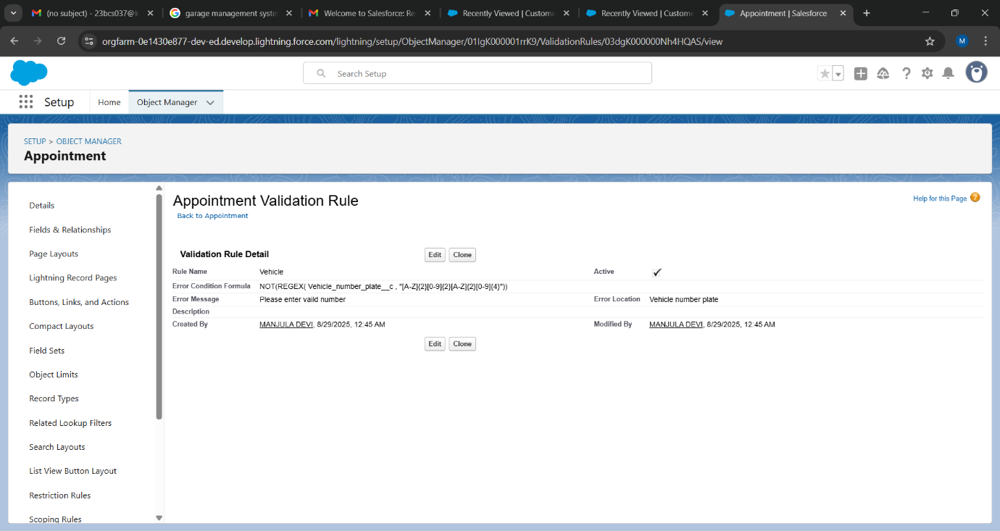 (no subject) - 23bcs037@k
garage management syste
Welcome to Salesforce: Re
Recently Viewed | Custome
Recently Viewed | Custome
Appointment | Salesforce
orgfarm-0e1430e877-dev-ed.develop.lightning.force.com/lightning/setup/ObjectManager/01IgK000001rrK9/ValidationRules/03dgK000000Nh4HQAS/view
M
Search Setup
Setup
Home
Object Manager
SETUP > OBJECT MANAGER
Appointment
Details
Fields & Relationships
Page Layouts
Lightning Record Pages
Buttons, Links, and Actions
Compact Layouts
Field Sets
Object Limits
Record Types
Related Lookup Filters
Search Layouts
List View Button Layout
Restriction Rules
Scoping Rules
Appointment Validation Rule
Back to Appointment
Help for this Page
Validation Rule Detail
Edit Clone
Rule Name Vehicle Active
Error Condition Formula NOT(REGEX( Vehicle_number_plate__c , "[A-Z]{2}[0-9]{2}[A-Z]{2}[0-9]{4}"))
Error Message Please enter vaild number Error Location Vehicle number plate
Description
Created By MANJULA DEVI, 8/29/2025, 12:45 AM Modified By MANJULA DEVI, 8/29/2025, 12:45 AM
Edit Clone